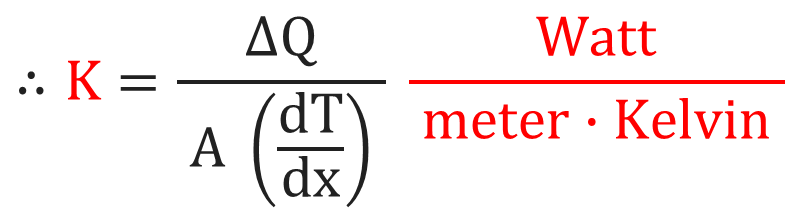 ∴ K = ΔQ / A (dT/dx) Watt / meter · Kelvin